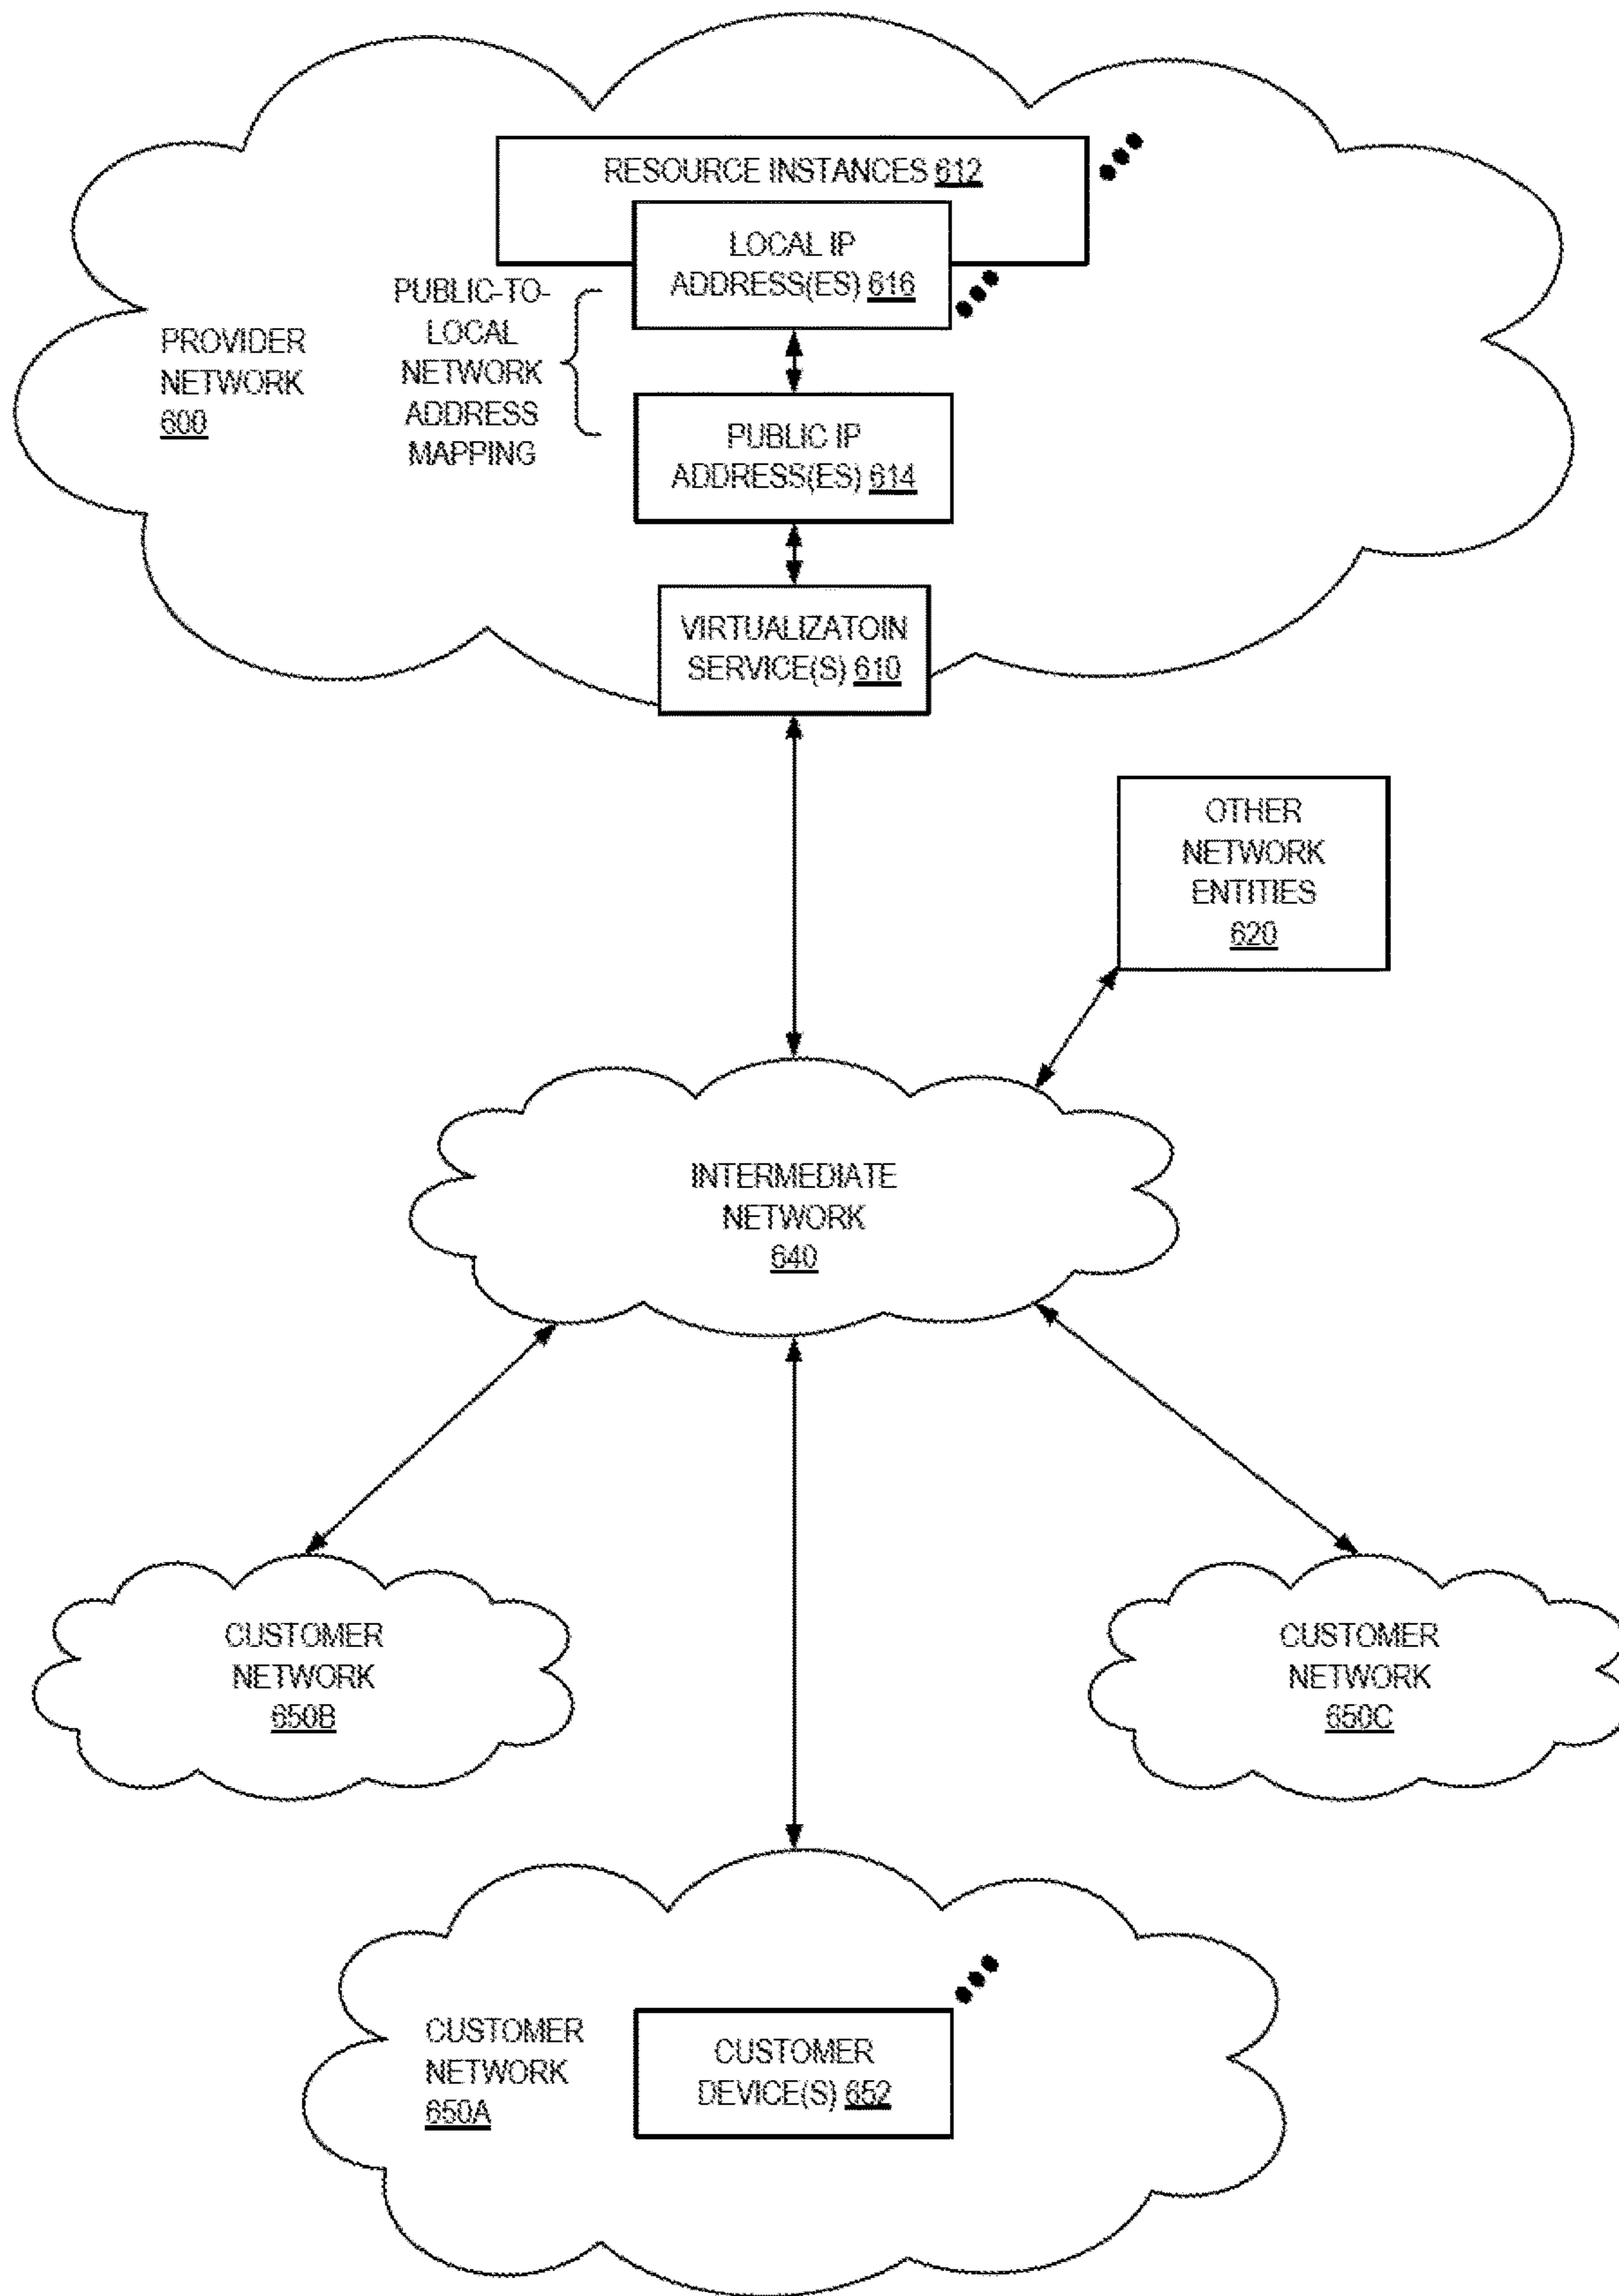 RESOURCE INSTANCES 612
LOCAL IP
ADDRESS(ES) 616
PUBLIC-TO-
LOCAL
NETWORK
ADDRESS
MAPPING
PROVIDER
NETWORK
600
PUBLIC IP
ADDRESS(ES) 614
VIRTUALIZATOIN
SERVICE(S) 610
OTHER
NETWORK
ENTITIES
620
INTERMEDIATE
NETWORK
640
CUSTOMER
NETWORK
650B
CUSTOMER
NETWORK
650C
CUSTOMER
NETWORK
650A
CUSTOMER
DEVICE(S) 652